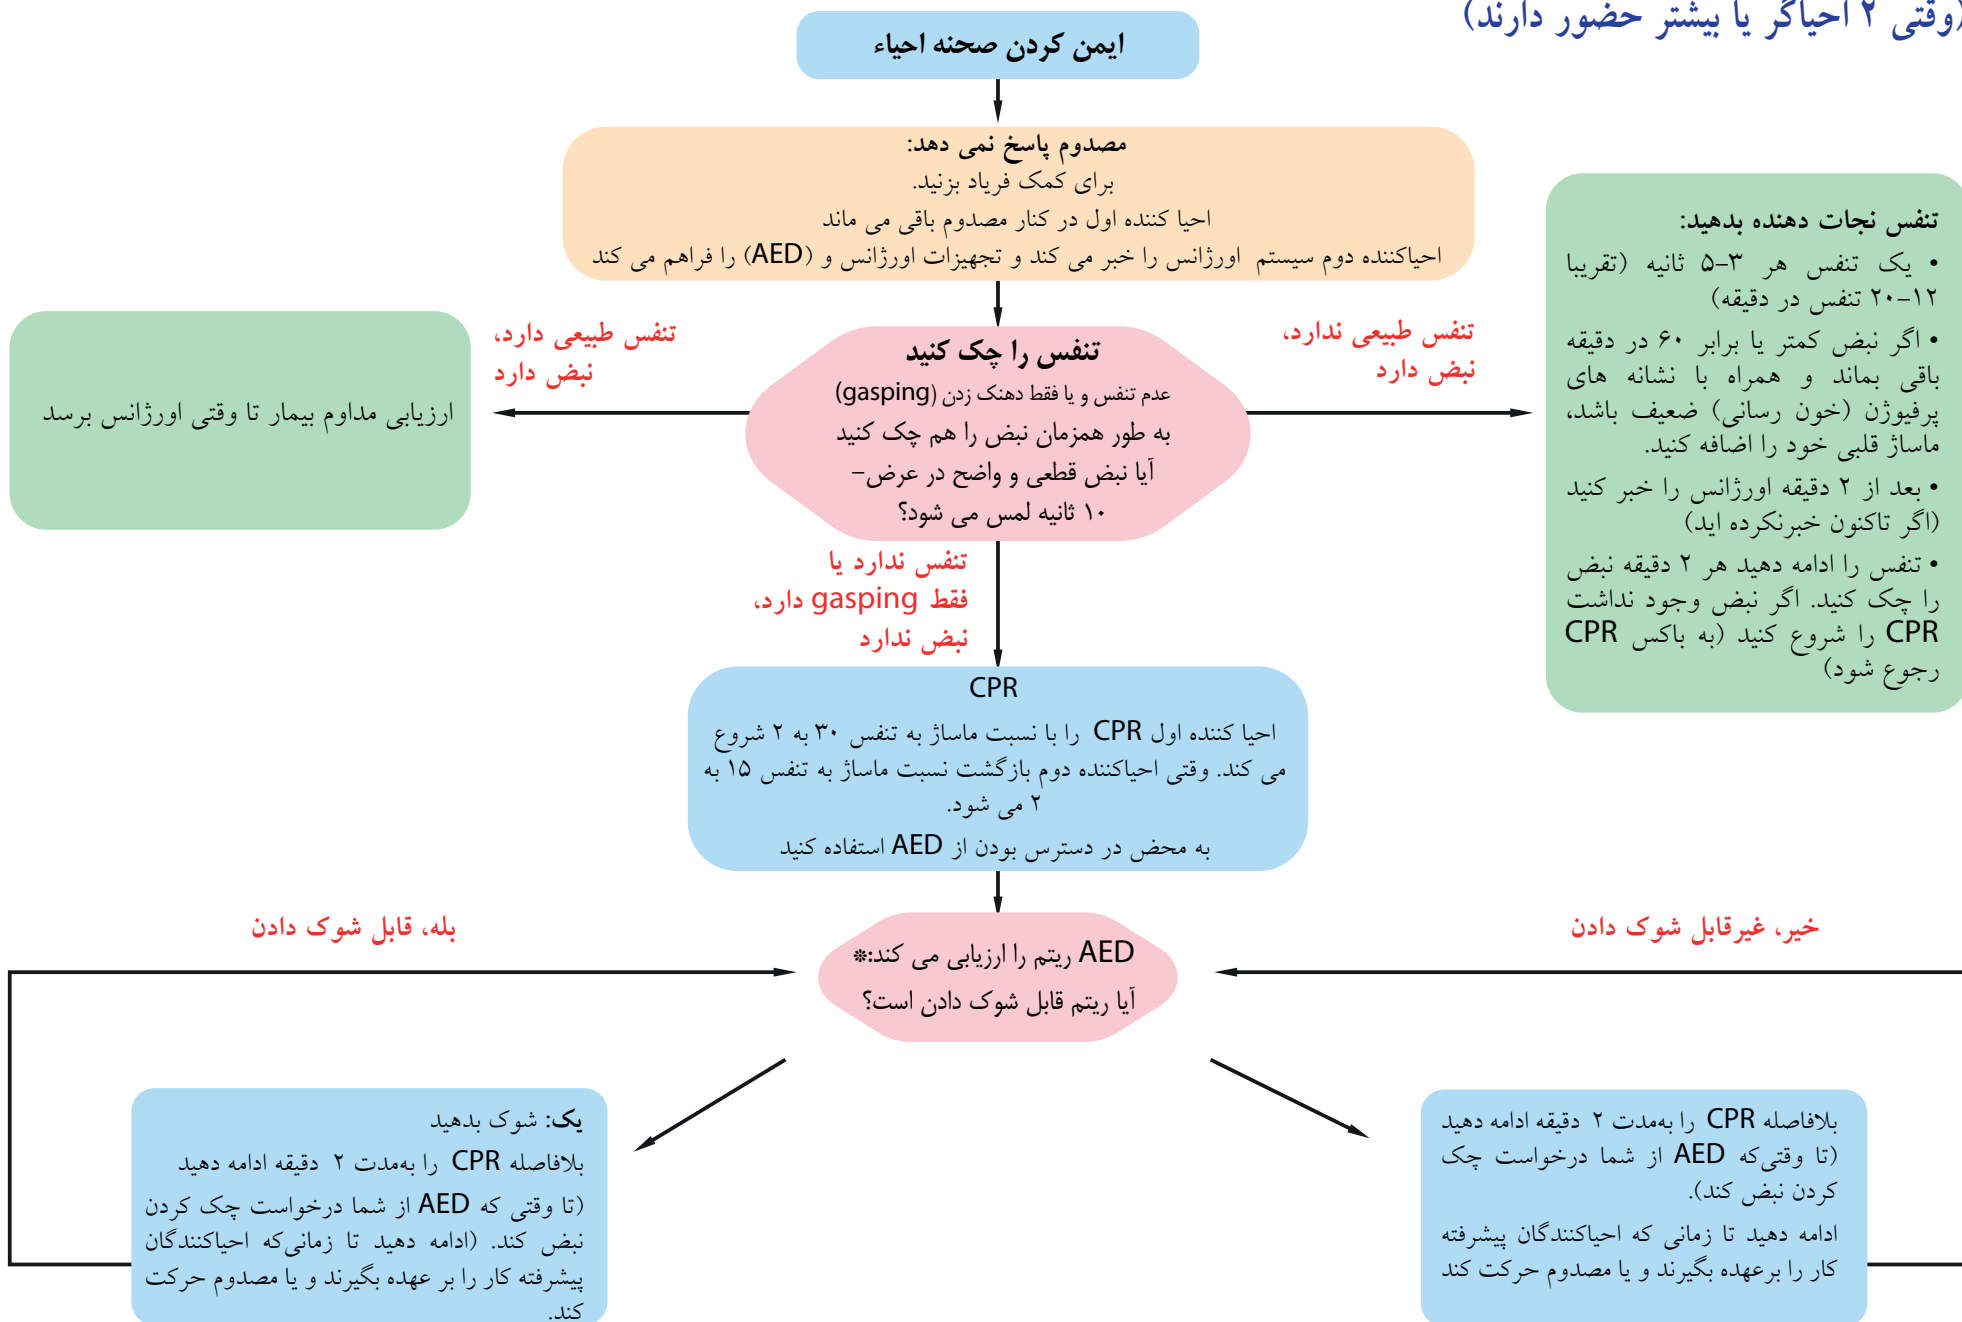 (وقتی ۲ احیاگر یا بیشتر حضور دارند)
ایمن کردن صحنه احیاء
مصدوم پاسخ نمی دهد:
برای کمک فریاد بزنید.
احیا کننده اول در کنار مصدوم باقی می ماند
احیاکننده دوم سیستم اورژانس را خبر می کند و تجهیزات اورژانس و (AED) را فراهم می کند
تنفس نجات دهنده بدهید:
• یک تنفس هر ۳-۵ ثانیه (تقریبا
۱۲-۲۰ تنفس در دقیقه)
• اگر نبض کمتر یا برابر ۶۰ در دقیقه
باقی بماند و همراه با نشانه های
پرفیوژن (خون رسانی) ضعیف باشد،
ماساژ قلبی خود را اضافه کنید.
• بعد از ۲ دقیقه اورژانس را خبر کنید
(اگر تاکنون خبرنکرده اید)
• تنفس را ادامه دهید هر ۲ دقیقه نبض
را چک کنید. اگر نبض وجود نداشت
CPR را شروع کنید (به باکس CPR
رجوع شود)
تنفس طبیعی ندارد،
نبض دارد
تنفس را چک کنید
عدم تنفس و یا فقط دهنک زدن (gasping)
به طور همزمان نبض را هم چک کنید
آیا نبض قطعی و واضح در عرض-
۱۰ ثانیه لمس می شود؟
تنفس طبیعی دارد،
نبض دارد
ارزیابی مداوم بیمار تا وقتی اورژانس برسد
تنفس ندارد یا
فقط gasping دارد،
نبض ندارد
CPR
احیا کننده اول CPR را با نسبت ماساژ به تنفس ۳۰ به ۲ شروع
می کند. وقتی احیاکننده دوم بازگشت نسبت ماساژ به تنفس ۱۵ به
۲ می شود.
به محض در دسترس بودن از AED استفاده کنید
خیر، غیرقابل شوک دادن
AED ریتم را ارزیابی می کند:*
آیا ریتم قابل شوک دادن است؟
بله، قابل شوک دادن
بلافاصله CPR را به‌مدت ۲ دقیقه ادامه دهید
(تا وقتی‌که AED از شما درخواست چک
کردن نبض کند).
ادامه دهید تا زمانی که احیاکنندگان پیشرفته
کار را برعهده بگیرند و یا مصدوم حرکت کند
یک: شوک بدهید
بلافاصله CPR را به‌مدت ۲ دقیقه ادامه دهید
(تا وقتی که AED از شما درخواست چک کردن
نبض کند. (ادامه دهید تا زمانی‌که احیاکنندگان
پیشرفته کار را بر عهده بگیرند و یا مصدوم حرکت
کند.